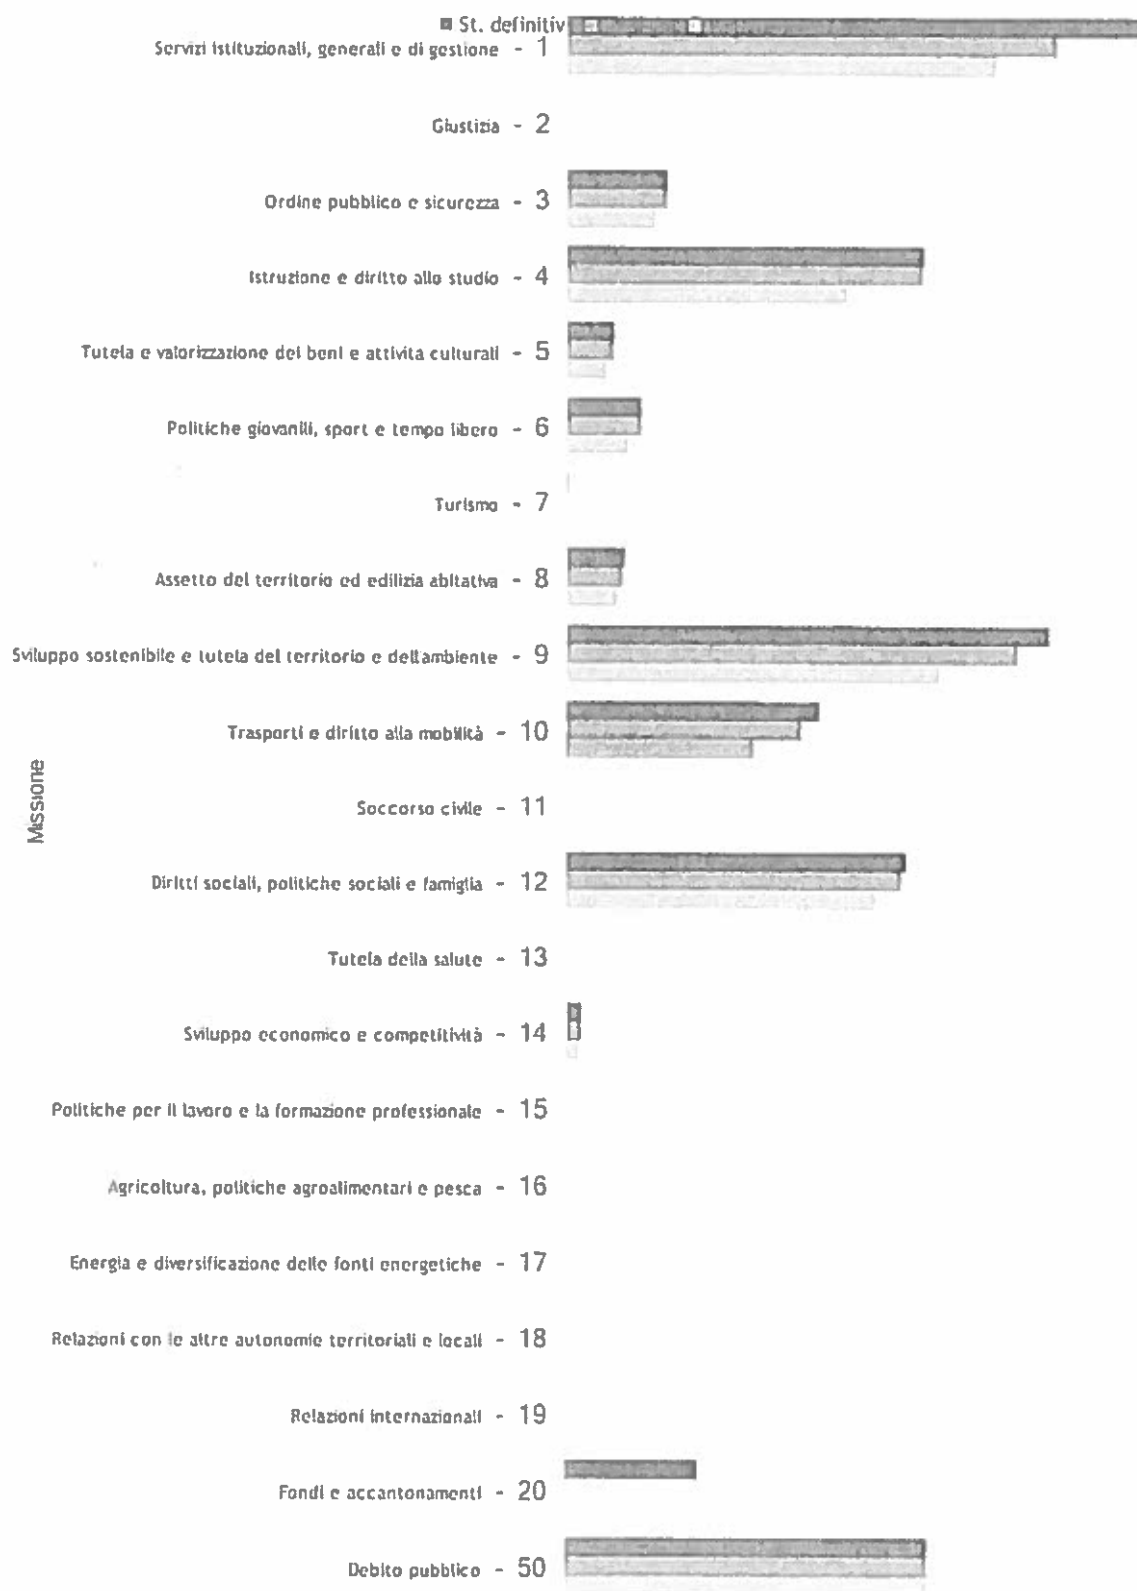 St. definitiv
Servizi istituzionali, generali e di gestione - 1
Giustizia - 2
Ordine pubblico e sicurezza - 3
Istruzione e diritto allo studio - 4
Tutela e valorizzazione dei beni e attivita culturali - 5
Politiche giovanili, sport e tempo libero - 6
Turismo - 7
Assetto del territorio ed edilizia abitativa - 8
Sviluppo sostenibile e tutela del territorio e dell'ambiente - 9
Trasporti e diritto alla mobilità - 10
Missione
Soccorso civile - 11
Diritti sociali, politiche sociali e famiglia - 12
Tutela della salute - 13
Sviluppo economico e competitività - 14
Politiche per il lavoro e la formazione professionale - 15
Agricoltura, politiche agroalimentari e pesca - 16
Energia e diversificazione delle fonti energetiche - 17
Relazioni con le altre autonomie territoriali e locali - 18
Relazioni internazionali - 19
Fondi e accantonamenti - 20
Debito pubblico - 50